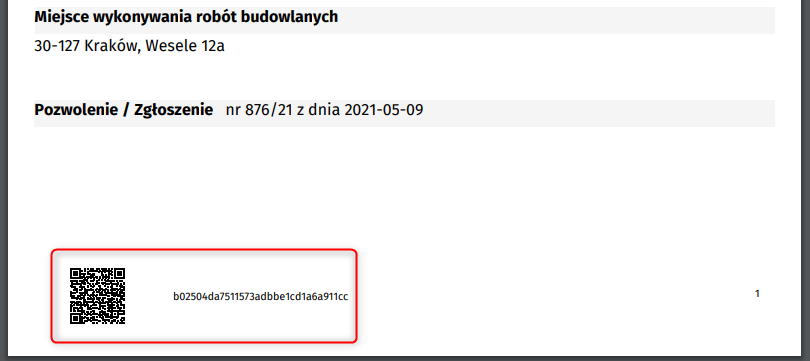 Miejsce wykonywania robót budowlanych
30-127 Kraków, Wesele 12a
Pozwolenie / Zgłoszenie nr 876/21 z dnia 2021-05-09
b02504da7511573adbbe1cd1a6a911cc
1